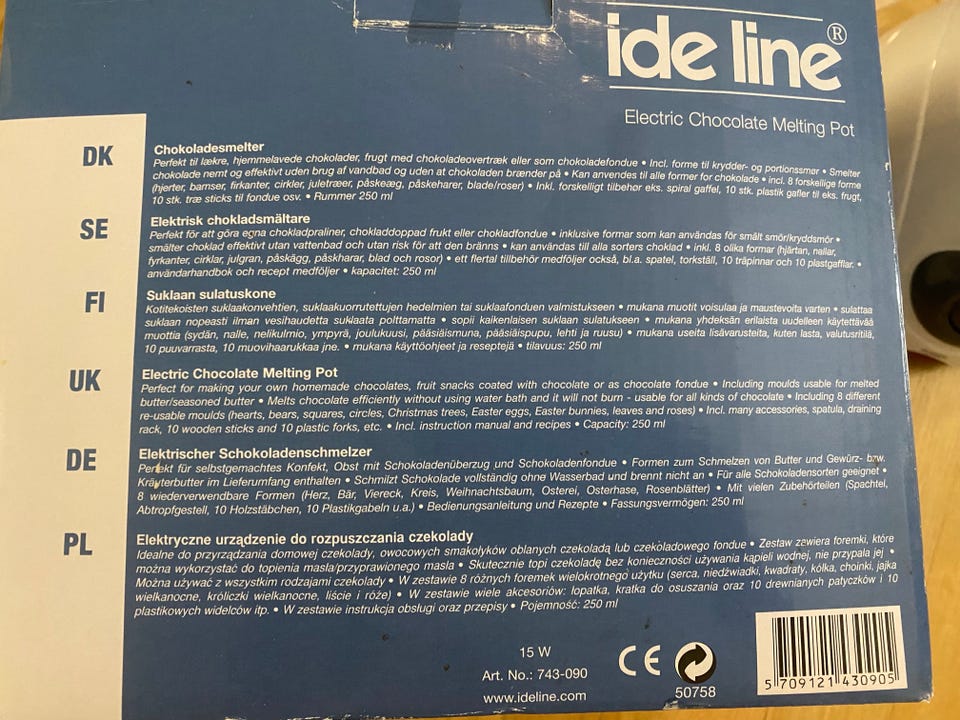 ide line®
Electric Chocolate Melting Pot
DK
Chokoladesmelter
Perfekt til lækre, hjemmelavede chokolader, frugt med chokoladeovertræk eller som chokoladefondue • Incl. forme til krydder- og portionssmør • Smelter
chokolade nemt og effektivt uden brug af vandbad og uden at chokoladen brænder på • Kan anvendes til alle former for chokolade • incl. 8 forskellige forme
(hjerter, bamser, firkanter, cirkler, juletræer, påskeæg, påskeharer, blade/roser) • Inkl. forskelligt tilbehør eks. spiral gaffel, 10 stk. plastik gafler til eks. frugt,
10 stk. træ sticks til fondue osv. • Rummer 250 ml
SE
Elektrisk chokladsmältare
Perfekt för att göra egna chokladpraliner, chokladdoppad frukt eller chokladfondue • inklusive formar som kan användas för smält smör/kryddsmör •
smälter choklad effektivt utan vattenbad och utan risk för att den bränns • kan användas till alla sorters choklad • inkl. 8 olika formar (hjärtan, nallar,
fyrkanter, cirklar, julgran, påskägg, påskharar, blad och rosor) • ett flertal tillbehör medföljer också, bl.a. spatel, torkställ, 10 träpinnar och 10 plastgafflar. •
användarhandbok och recept medföljer • kapacitet: 250 ml
FI
Suklaan sulatuskone
Kotitekoisten suklaakonvehtien, suklaakuorrutettujen hedelmien tai suklaafonduen valmistukseen • mukana muotit voisulaa ja maustevoita varten • sulattaa
suklaan nopeasti ilman vesihaudetta suklaata polttamatta • sopii kaikenlaisen suklaan sulatukseen • mukana yhdeksän erilaista uudelleen käytettävää
muottia (sydän, nalle, nelikulmio, ympyrä, joulukuusi, pääsiäismuna, pääsiäispupu, lehti ja ruusu) • mukana useita lisävarusteita, kuten lasta, valutusritilä,
10 puuvarrasta, 10 muovihaarukkaa jne. • mukana käyttöohjeet ja reseptejä • tilavuus: 250 ml
UK
Electric Chocolate Melting Pot
Perfect for making your own homemade chocolates, fruit snacks coated with chocolate or as chocolate fondue • Including moulds usable for melted
butter/seasoned butter • Melts chocolate efficiently without using water bath and it will not burn - usable for all kinds of chocolate • Including 8 different
re-usable moulds (hearts, bears, squares, circles, Christmas trees, Easter eggs, Easter bunnies, leaves and roses) • Incl. many accessories, spatula, draining
rack, 10 wooden sticks and 10 plastic forks, etc. • Incl. instruction manual and recipes • Capacity: 250 ml
DE
Elektrischer Schokoladenschmelzer
Perfekt für selbstgemachtes Konfekt, Obst mit Schokoladenüberzug und Schokoladenfondue • Formen zum Schmelzen von Butter und Gewürz- bzw.
Kräuterbutter im Lieferumfang enthalten • Schmilzt Schokolade vollständig ohne Wasserbad und brennt nicht an • Für alle Schokoladensorten geeignet •
8 wiederverwendbare Formen (Herz, Bär, Viereck, Kreis, Weihnachtsbaum, Osterei, Osterhase, Rosenblätter) • Mit vielen Zubehörteilen (Spachtel,
Abtropfgestell, 10 Holzstäbchen, 10 Plastikgabeln u.a.) • Bedienungsanleitung und Rezepte • Fassungsvermögen: 250 ml
PL
Elektryczne urządzenie do rozpuszczania czekolady
Idealne do przyrządzania domowej czekolady, owocowych smakołyków oblanych czekoladą lub czekoladowego fondue • Zestaw zawiera foremki, które
można wykorzystać do topienia masła/przyprawionego masła • Skutecznie topi czekoladę bez konieczności używania kąpieli wodnej, nie przypala jej •
Można używać z wszystkim rodzajami czekolady • W zestawie 8 różnych foremek wielokrotnego użytku (serca, niedźwiadki, kwadraty, kółka, choinki, jajka
wielkanocne, króliczki wielkanocne, liście i róże) • W zestawie wiele akcesoriów: łopatka, kratka do osuszania oraz 10 drewnianych patyczków i 10
plastikowych widelców itp. • W zestawie instrukcja obsługi oraz przepisy • Pojemność: 250 ml
15 W
Art. No.: 743-090
www.ideline.com
CE
50758
5 709121 430905